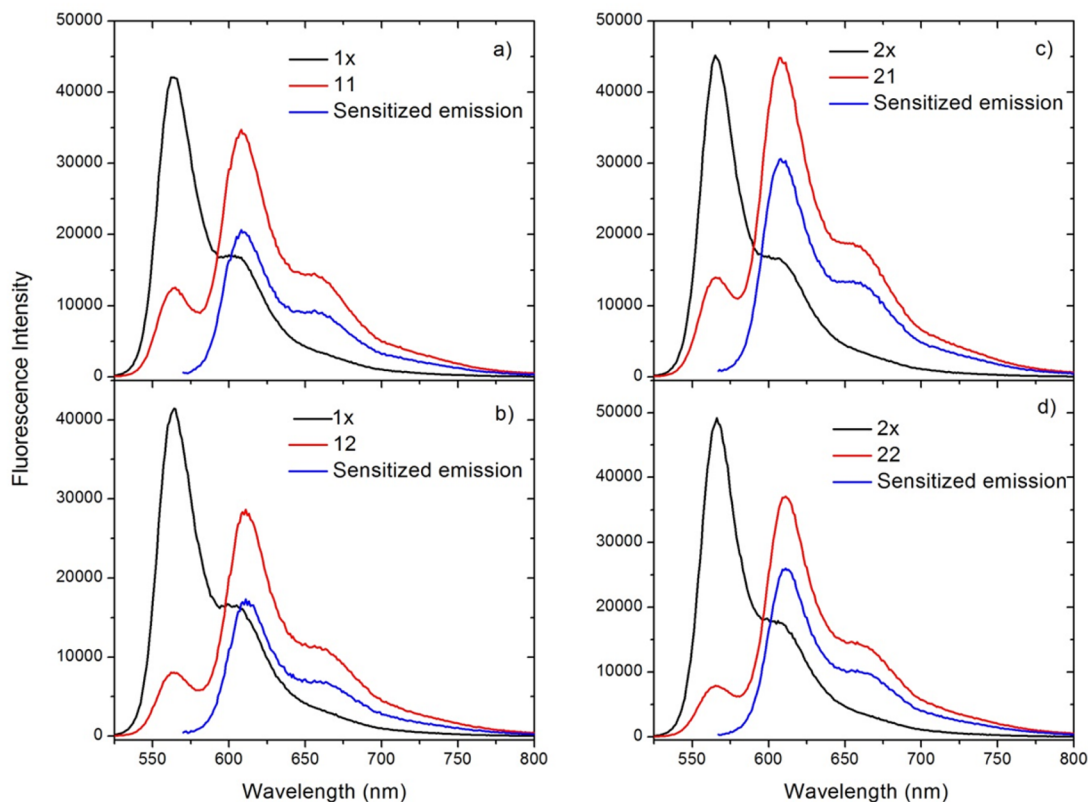 50000
40000
30000
20000
10000
0
a)
1x
11
Sensitized emission
50000
40000
30000
20000
10000
0
c)
2x
21
Sensitized emission
Fluorescence Intensity
40000
30000
20000
10000
0
b)
1x
12
Sensitized emission
550 600 650 700 750 800
Wavelength (nm)
50000
40000
30000
20000
10000
0
d)
2x
22
Sensitized emission
550 600 650 700 750 800
Wavelength (nm)